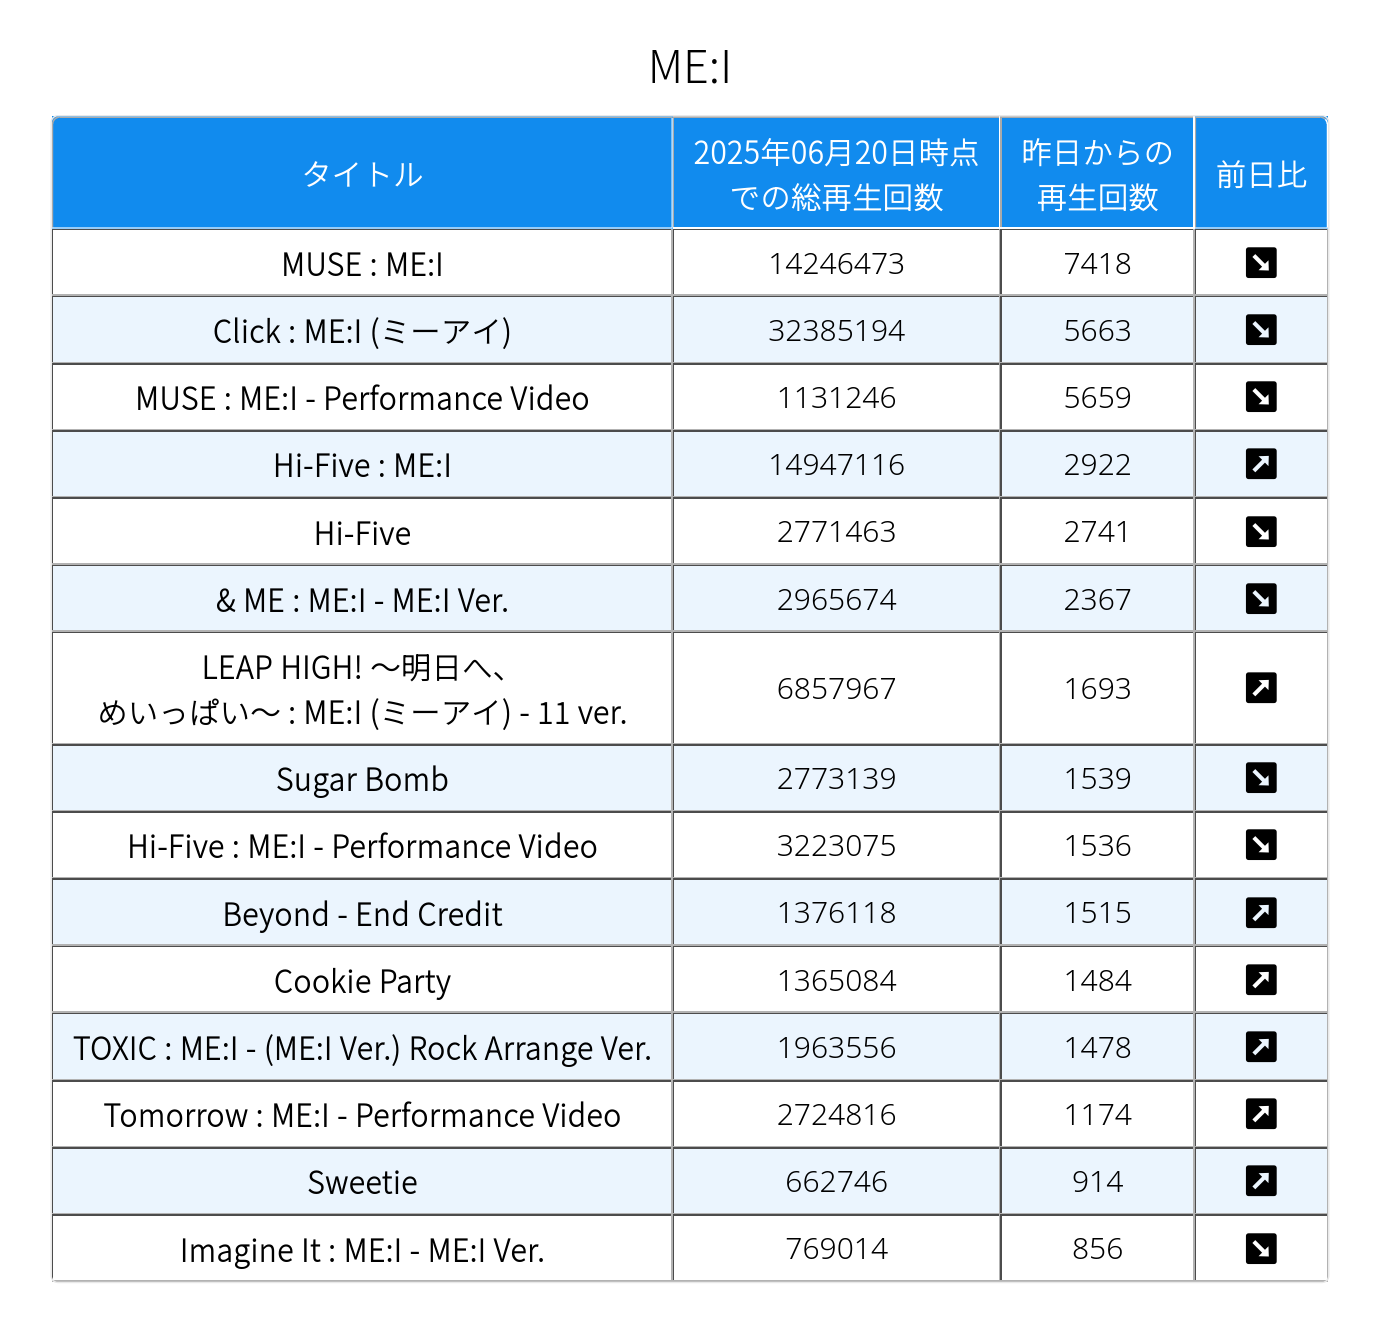 ME:I
タイトル
2025年06月20日時点
での総再生回数
昨日からの
再生回数
前日比
MUSE : ME:I 14246473 7418 ↘
Click : ME:I (ミーアイ) 32385194 5663 ↘
MUSE : ME:I - Performance Video 1131246 5659 ↘
Hi-Five : ME:I 14947116 2922 ↗
Hi-Five 2771463 2741 ↘
& ME : ME:I - ME:I Ver. 2965674 2367 ↘
LEAP HIGH! 〜明日へ、
めいっぱい〜 : ME:I (ミーアイ) - 11 ver. 6857967 1693 ↗
Sugar Bomb 2773139 1539 ↘
Hi-Five : ME:I - Performance Video 3223075 1536 ↘
Beyond - End Credit 1376118 1515 ↗
Cookie Party 1365084 1484 ↗
TOXIC : ME:I - (ME:I Ver.) Rock Arrange Ver. 1963556 1478 ↗
Tomorrow : ME:I - Performance Video 2724816 1174 ↗
Sweetie 662746 914 ↗
Imagine It : ME:I - ME:I Ver. 769014 856 ↘